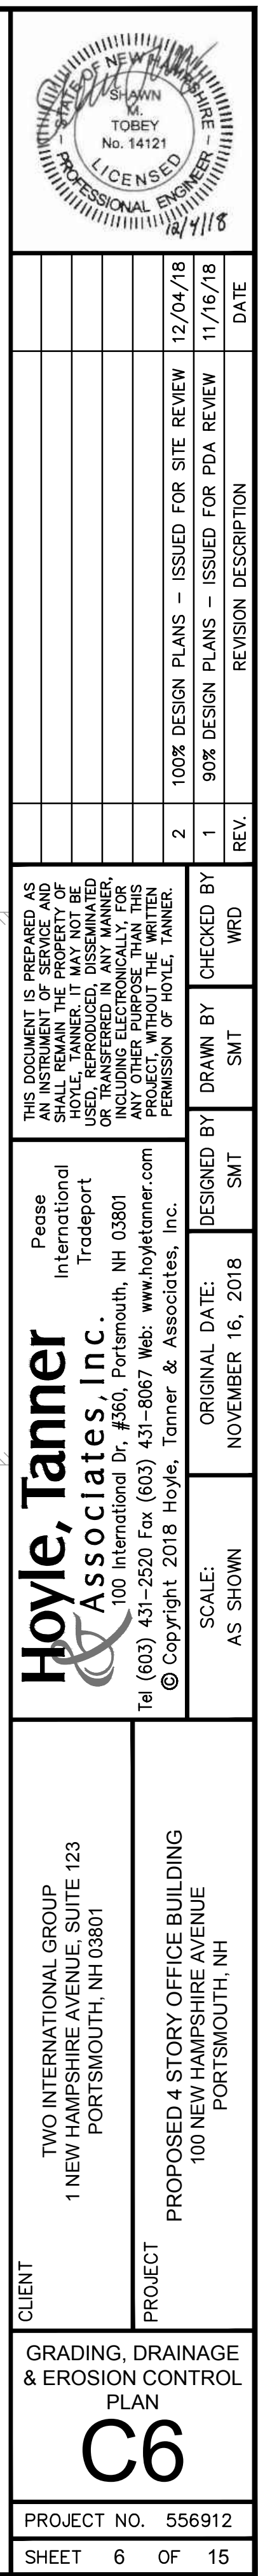 STATE OF NEW HAMPSHIRE
SHAWN
M.
TOBEY
No. 14121
LICENSED
PROFESSIONAL ENGINEER
12/4/18
2 100% DESIGN PLANS – ISSUED FOR SITE REVIEW 12/04/18
1 90% DESIGN PLANS – ISSUED FOR PDA REVIEW 11/16/18
REV. REVISION DESCRIPTION DATE
THIS DOCUMENT IS PREPARED AS
AN INSTRUMENT OF SERVICE AND
SHALL REMAIN THE PROPERTY OF
HOYLE, TANNER. IT MAY NOT BE
USED, REPRODUCED, DISSEMINATED
OR TRANSFERRED IN ANY MANNER,
INCLUDING ELECTRONICALLY, FOR
ANY OTHER PURPOSE THAN THIS
PROJECT, WITHOUT THE WRITTEN
PERMISSION OF HOYLE, TANNER.
DESIGNED BY DRAWN BY CHECKED BY
SMT SMT WRD
Hoyle, Tanner
& Associates, Inc.
Pease
International
Tradeport
100 International Dr, #360, Portsmouth, NH 03801
Tel (603) 431-2520 Fax (603) 431-8067 Web: www.hoyletanner.com
© Copyright 2018 Hoyle, Tanner & Associates, Inc.
SCALE:
AS SHOWN
ORIGINAL DATE:
NOVEMBER 16, 2018
CLIENT
TWO INTERNATIONAL GROUP
1 NEW HAMPSHIRE AVENUE, SUITE 123
PORTSMOUTH, NH 03801
PROJECT
PROPOSED 4 STORY OFFICE BUILDING
100 NEW HAMPSHIRE AVENUE
PORTSMOUTH, NH
GRADING, DRAINAGE
& EROSION CONTROL
PLAN
C6
PROJECT NO. 556912
SHEET 6 OF 15